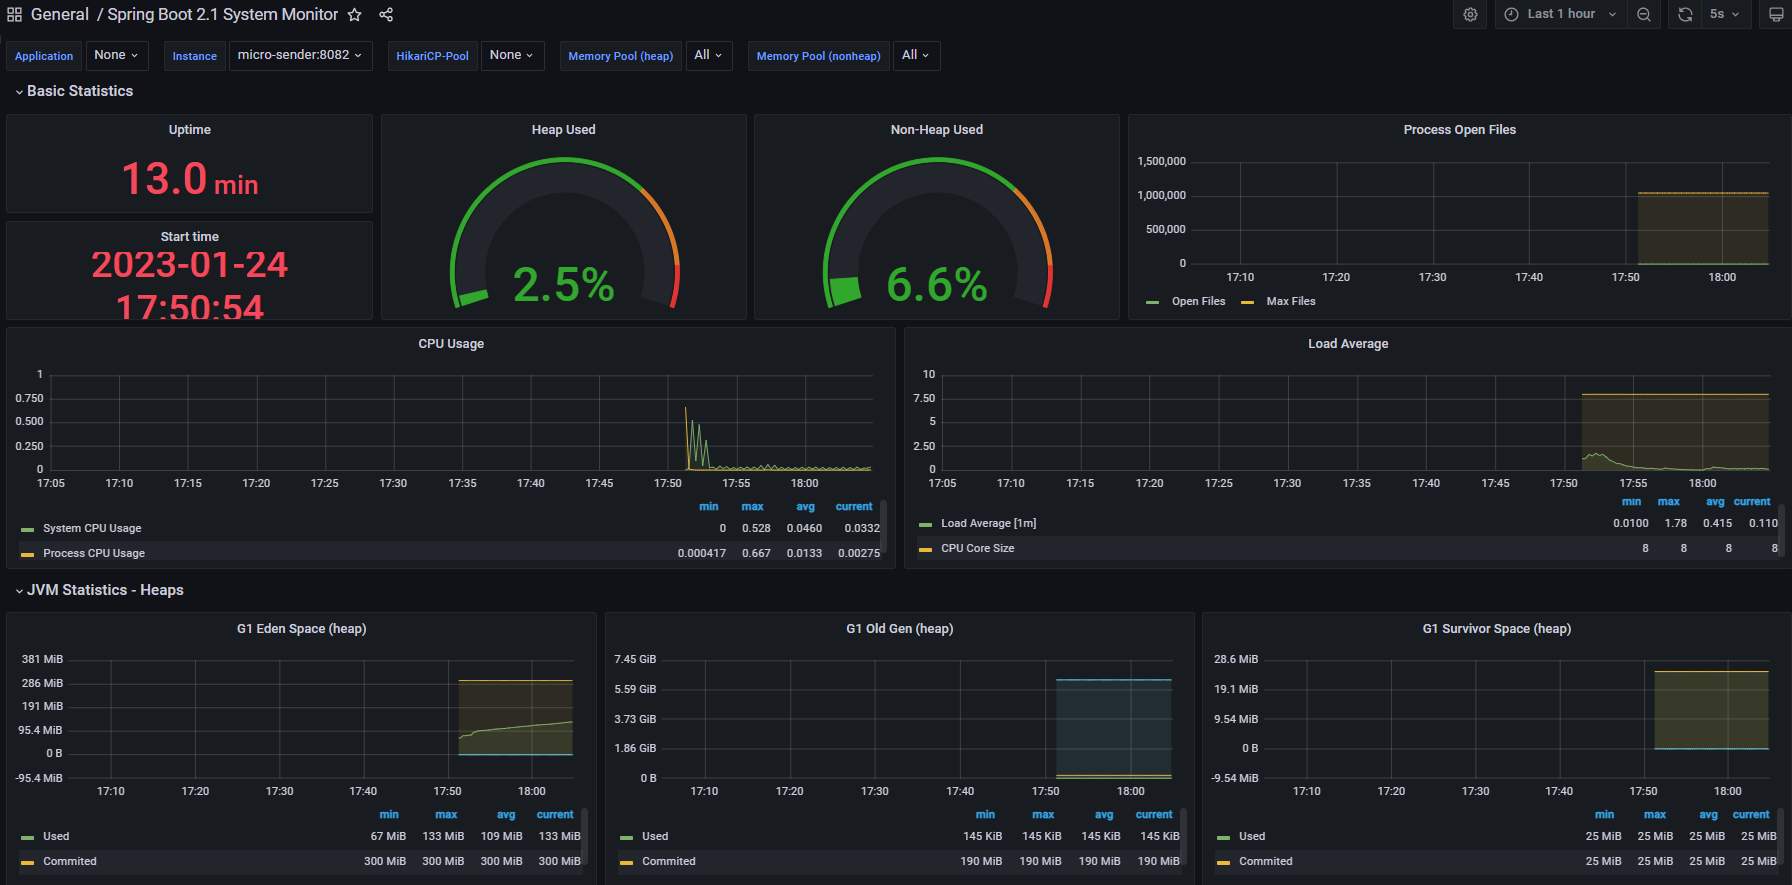 General / Spring Boot 2.1 System Monitor
Last 1 hour
5s
Application None Instance micro-sender:8082 HikariCP-Pool None Memory Pool (heap) All Memory Pool (nonheap) All
Basic Statistics
Uptime
13.0 min
Start time
2023-01-24
17:50:54
Heap Used
2.5%
Non-Heap Used
6.6%
Process Open Files
1,500,000
1,000,000
500,000
0
17:10 17:20 17:30 17:40 17:50 18:00
Open Files Max Files
CPU Usage
1
0.750
0.500
0.250
0
17:05 17:10 17:15 17:20 17:25 17:30 17:35 17:40 17:45 17:50 17:55 18:00
min max avg current
System CPU Usage 0 0.528 0.0460 0.0332
Process CPU Usage 0.000417 0.667 0.0133 0.00275
Load Average
10
7.50
5
2.50
0
17:05 17:10 17:15 17:20 17:25 17:30 17:35 17:40 17:45 17:50 17:55 18:00
min max avg current
Load Average [1m] 0.0100 1.78 0.415 0.110
CPU Core Size 8 8 8 8
JVM Statistics - Heaps
G1 Eden Space (heap)
381 MiB
286 MiB
191 MiB
95.4 MiB
0 B
-95.4 MiB
17:10 17:20 17:30 17:40 17:50 18:00
min max avg current
Used 67 MiB 133 MiB 109 MiB 133 MiB
Commited 300 MiB 300 MiB 300 MiB 300 MiB
G1 Old Gen (heap)
7.45 GiB
5.59 GiB
3.73 GiB
1.86 GiB
0 B
17:10 17:20 17:30 17:40 17:50 18:00
min max avg current
Used 145 KiB 145 KiB 145 KiB 145 KiB
Commited 190 MiB 190 MiB 190 MiB 190 MiB
G1 Survivor Space (heap)
28.6 MiB
19.1 MiB
9.54 MiB
0 B
-9.54 MiB
17:10 17:20 17:30 17:40 17:50 18:00
min max avg current
Used 25 MiB 25 MiB 25 MiB 25 MiB
Commited 25 MiB 25 MiB 25 MiB 25 MiB